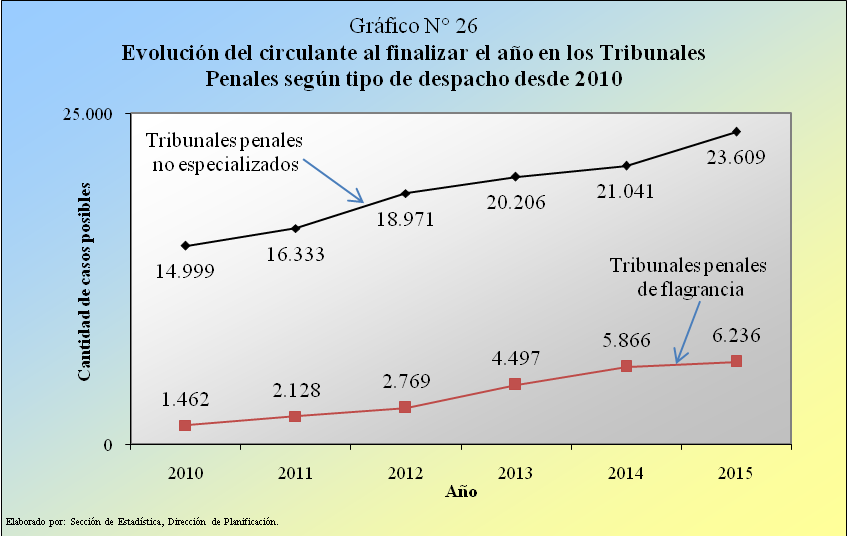 Gráfico N° 26
Evolución del circulante al finalizar el año en los Tribunales
Penales según tipo de despacho desde 2010
25.000
0
Cantidad de casos posibles
Tribunales penales
no especializados
14.999
16.333
18.971
20.206
21.041
23.609
Tribunales penales
de flagrancia
1.462
2.128
2.769
4.497
5.866
6.236
2010
2011
2012
2013
2014
2015
Año
Elaborado por: Sección de Estadística, Dirección de Planificación.